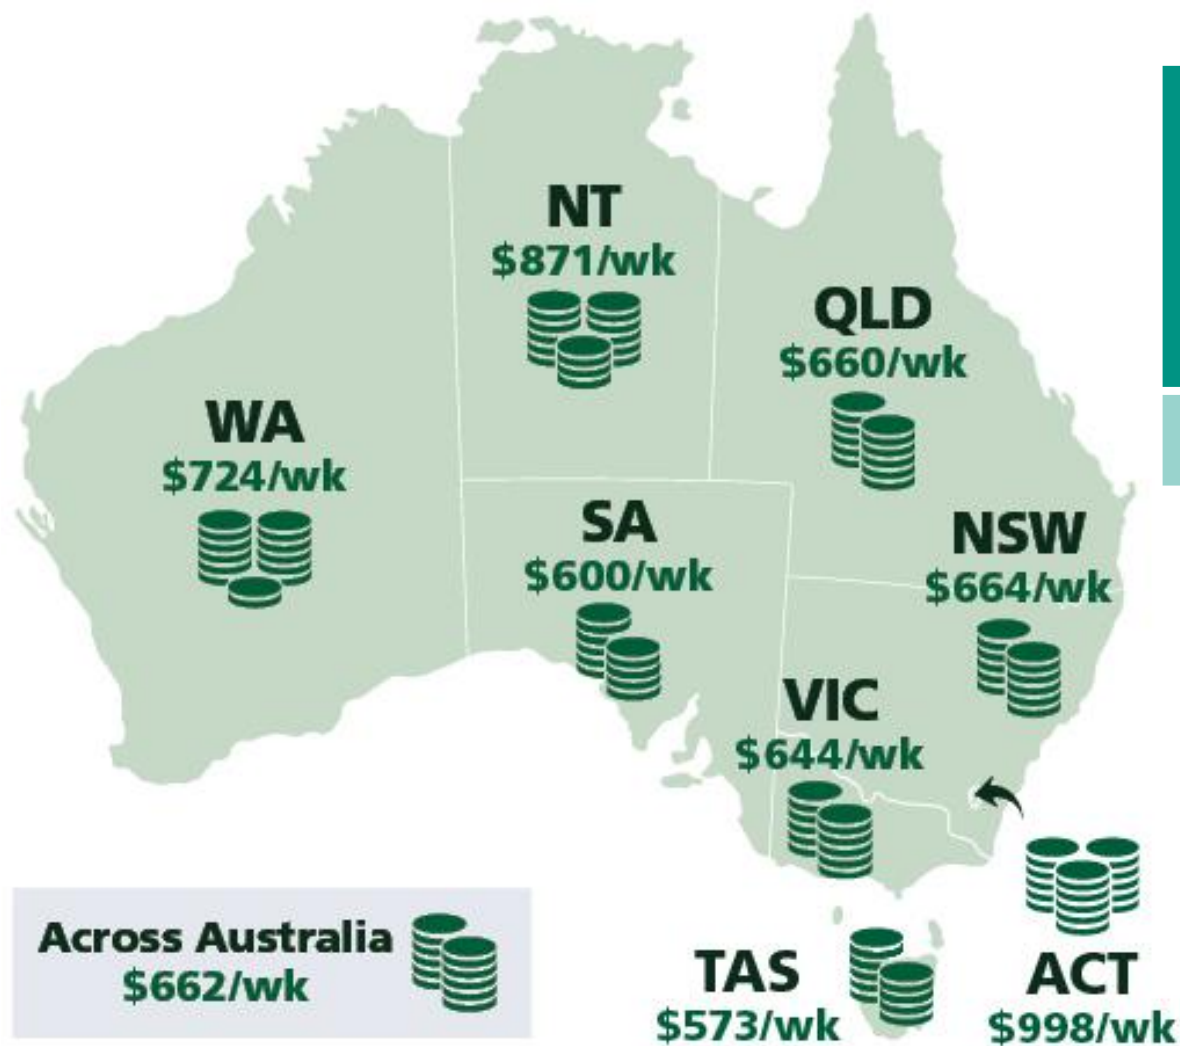 NT
$871/wk
QLD
$660/wk
WA
$724/wk
SA
$600/wk
NSW
$664/wk
VIC
$644/wk
Across Australia
$662/wk
TAS
$573/wk
ACT
$998/wk